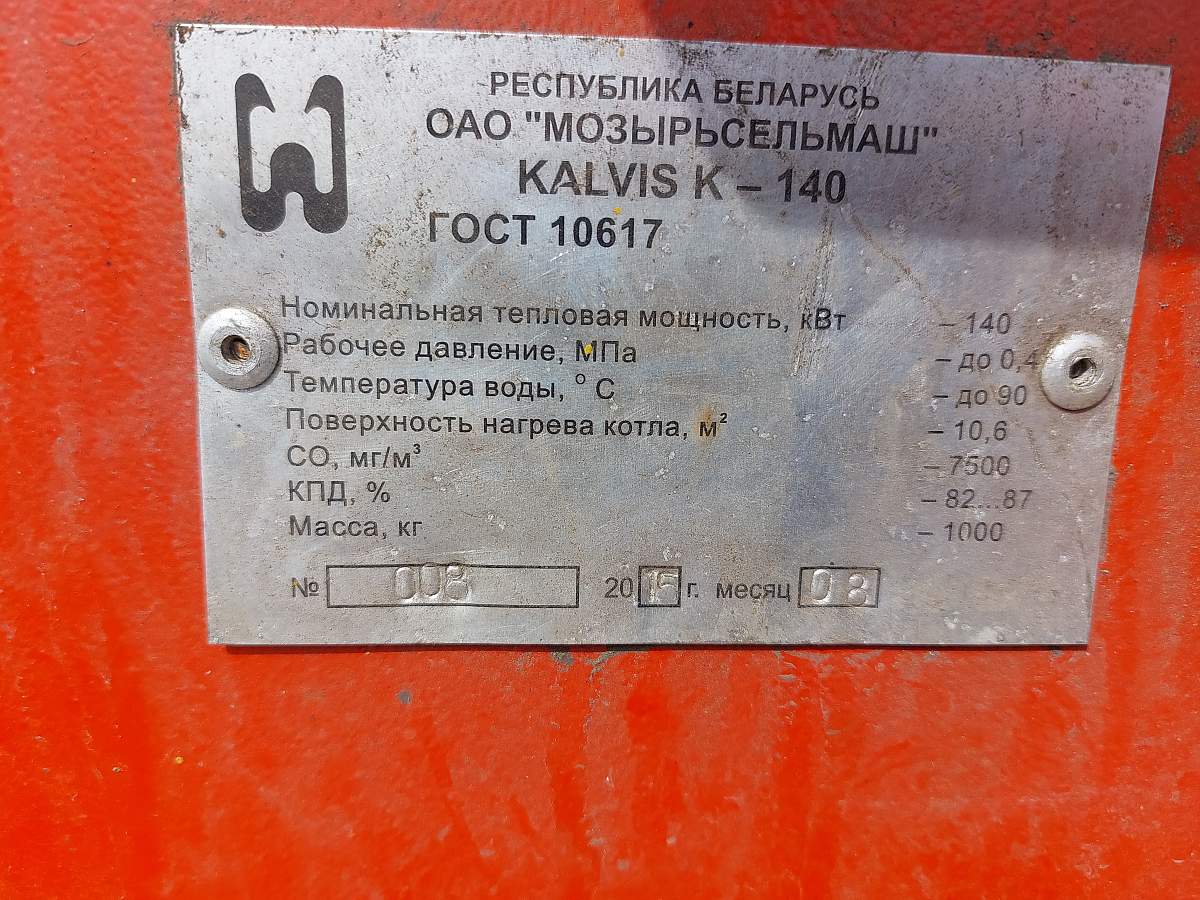 РЕСПУБЛИКА БЕЛАРУСЬ
ОАО "МОЗЫРЬСЕЛЬМАШ"
KALVIS K – 140
ГОСТ 10617
Номинальная тепловая мощность, кВт – 140
Рабочее давление, МПа – до 0,4
Температура воды, ° С – до 90
Поверхность нагрева котла, м² – 10,6
СО, мг/м³ – 7500
КПД, % – 82...87
Масса, кг – 1000
№ 008 2015 г. месяц 08